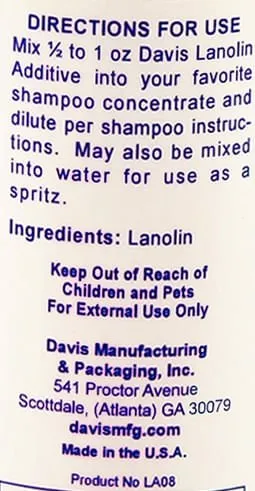 DIRECTIONS FOR USE
Mix ½ to 1 oz Davis Lanolin
Additive into your favorite
shampoo concentrate and
dilute per shampoo instruc-
tions. May also be mixed
into water for use as a
spritz.
Ingredients: Lanolin
Keep Out of Reach of
Children and Pets
For External Use Only
Davis Manufacturing
& Packaging, Inc.
541 Proctor Avenue
Scottdale, (Atlanta) GA 30079
davismfg.com
Made in the U.S.A.
Product No LA08